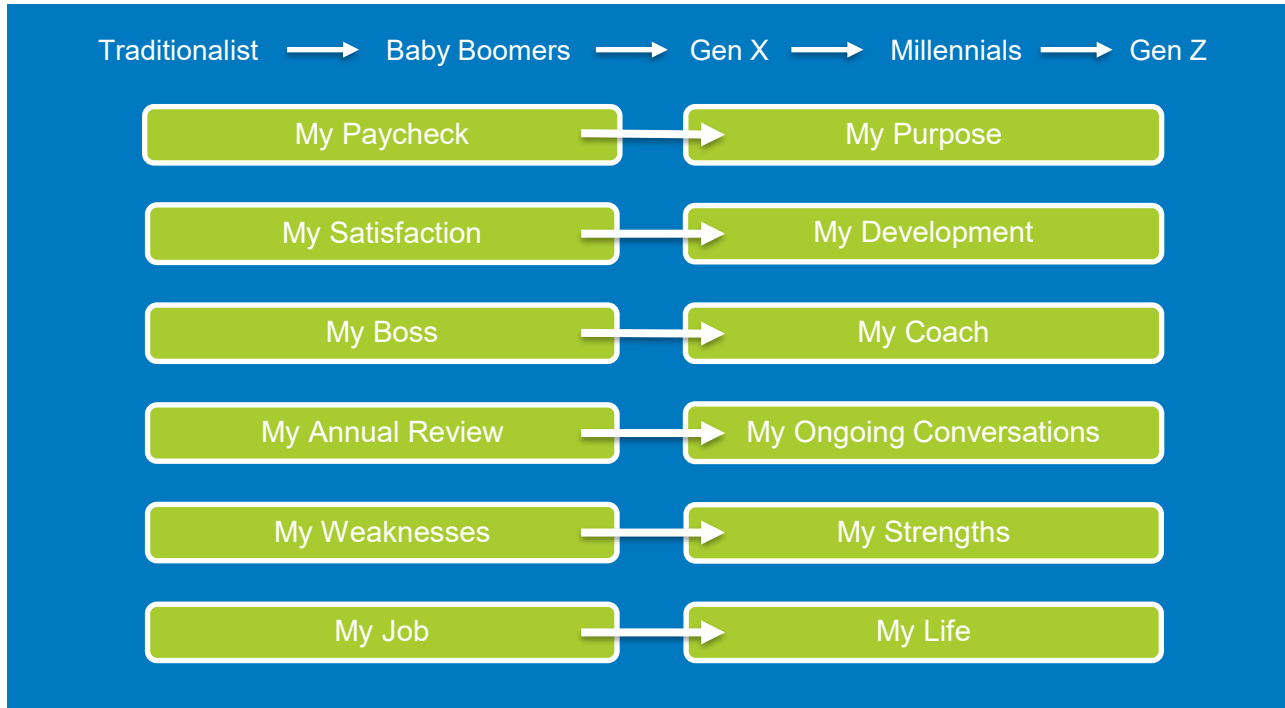 Traditionalist Baby Boomers Gen X Millennials Gen Z
My Paycheck My Purpose
My Satisfaction My Development
My Boss My Coach
My Annual Review My Ongoing Conversations
My Weaknesses My Strengths
My Job My Life